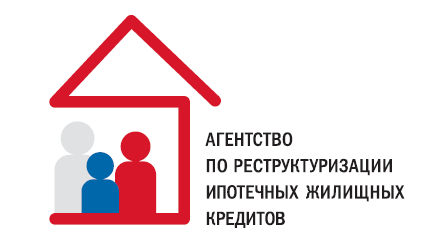 АГЕНТСТВО
ПО РЕСТРУКТУРИЗАЦИИ
ИПОТЕЧНЫХ ЖИЛИЩНЫХ
КРЕДИТОВ